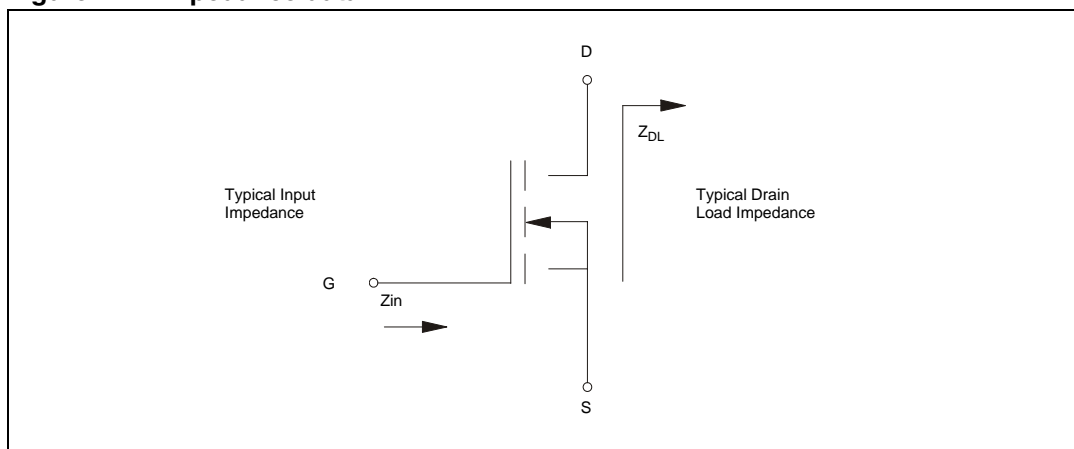 D
Z_DL
Typical Input
Impedance
Typical Drain
Load Impedance
G
Zin
S